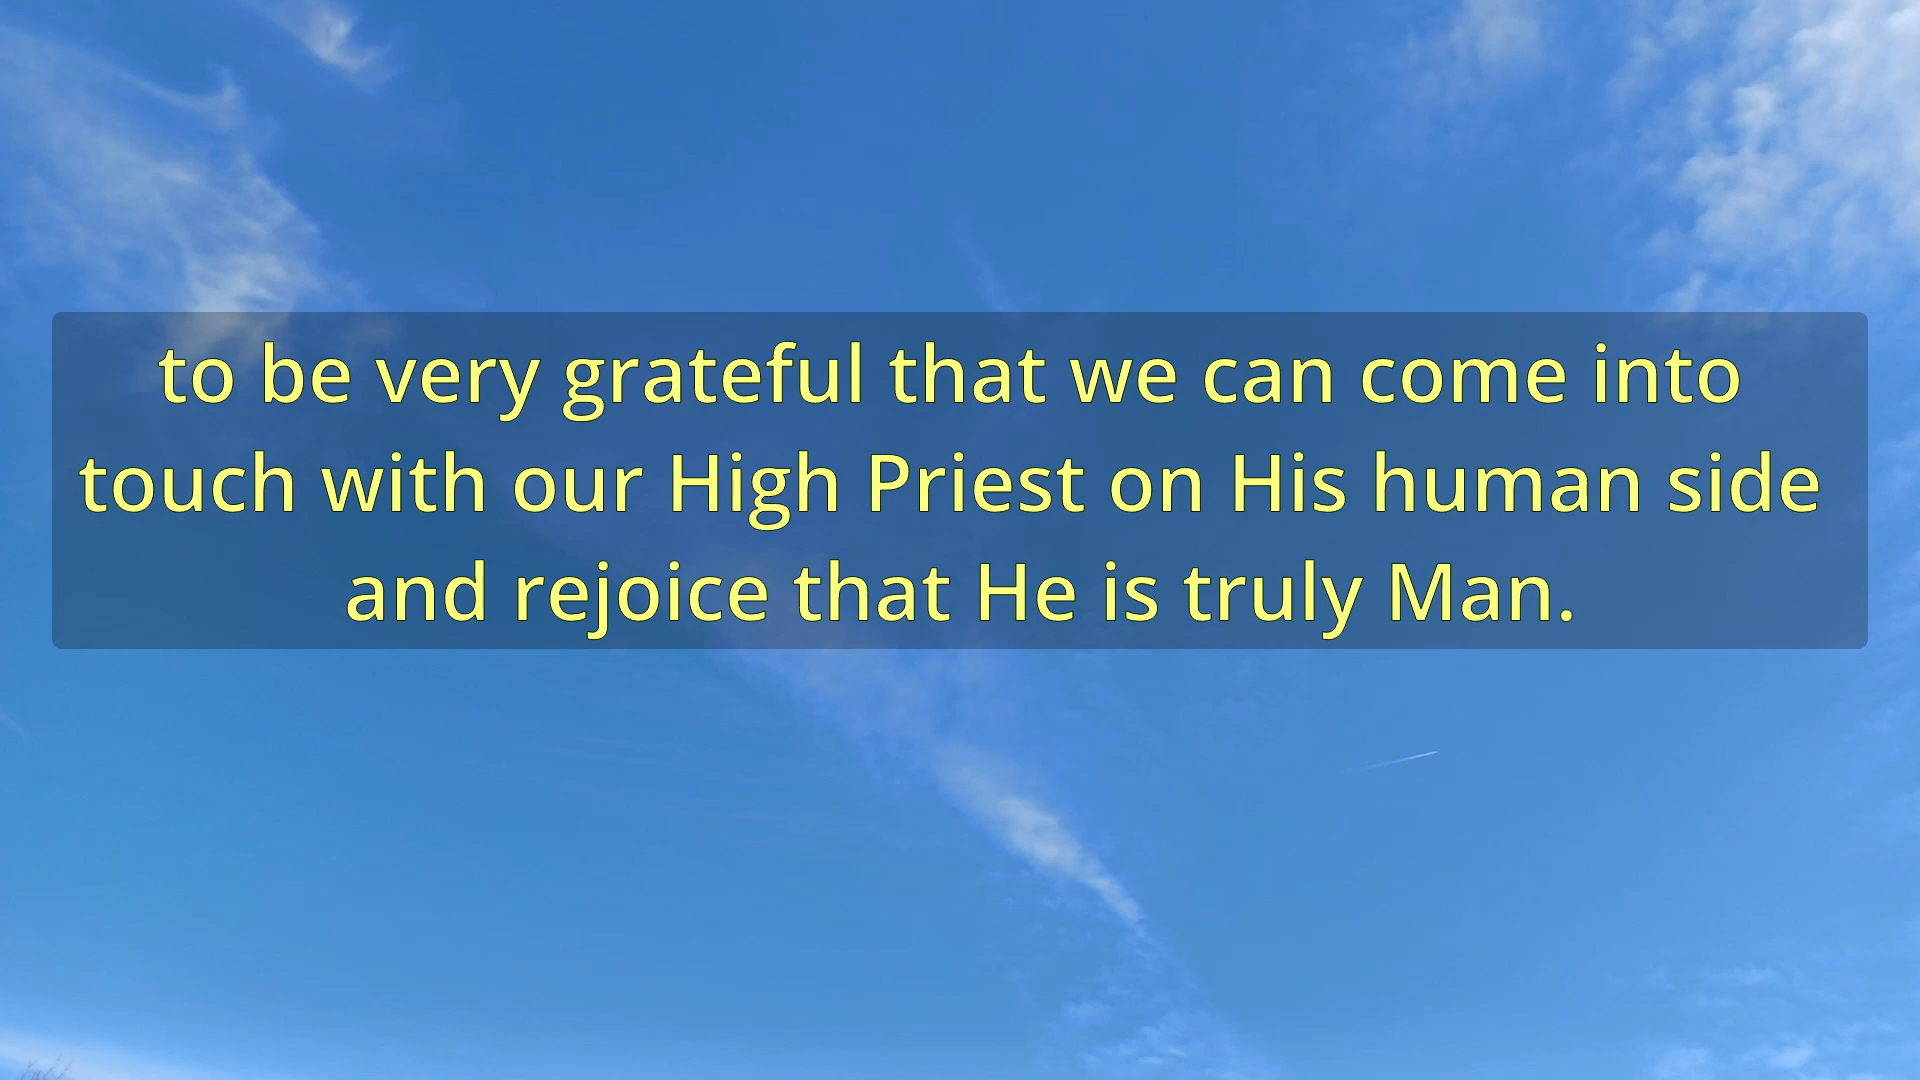 to be very grateful that we can come into
touch with our High Priest on His human side
and rejoice that He is truly Man.